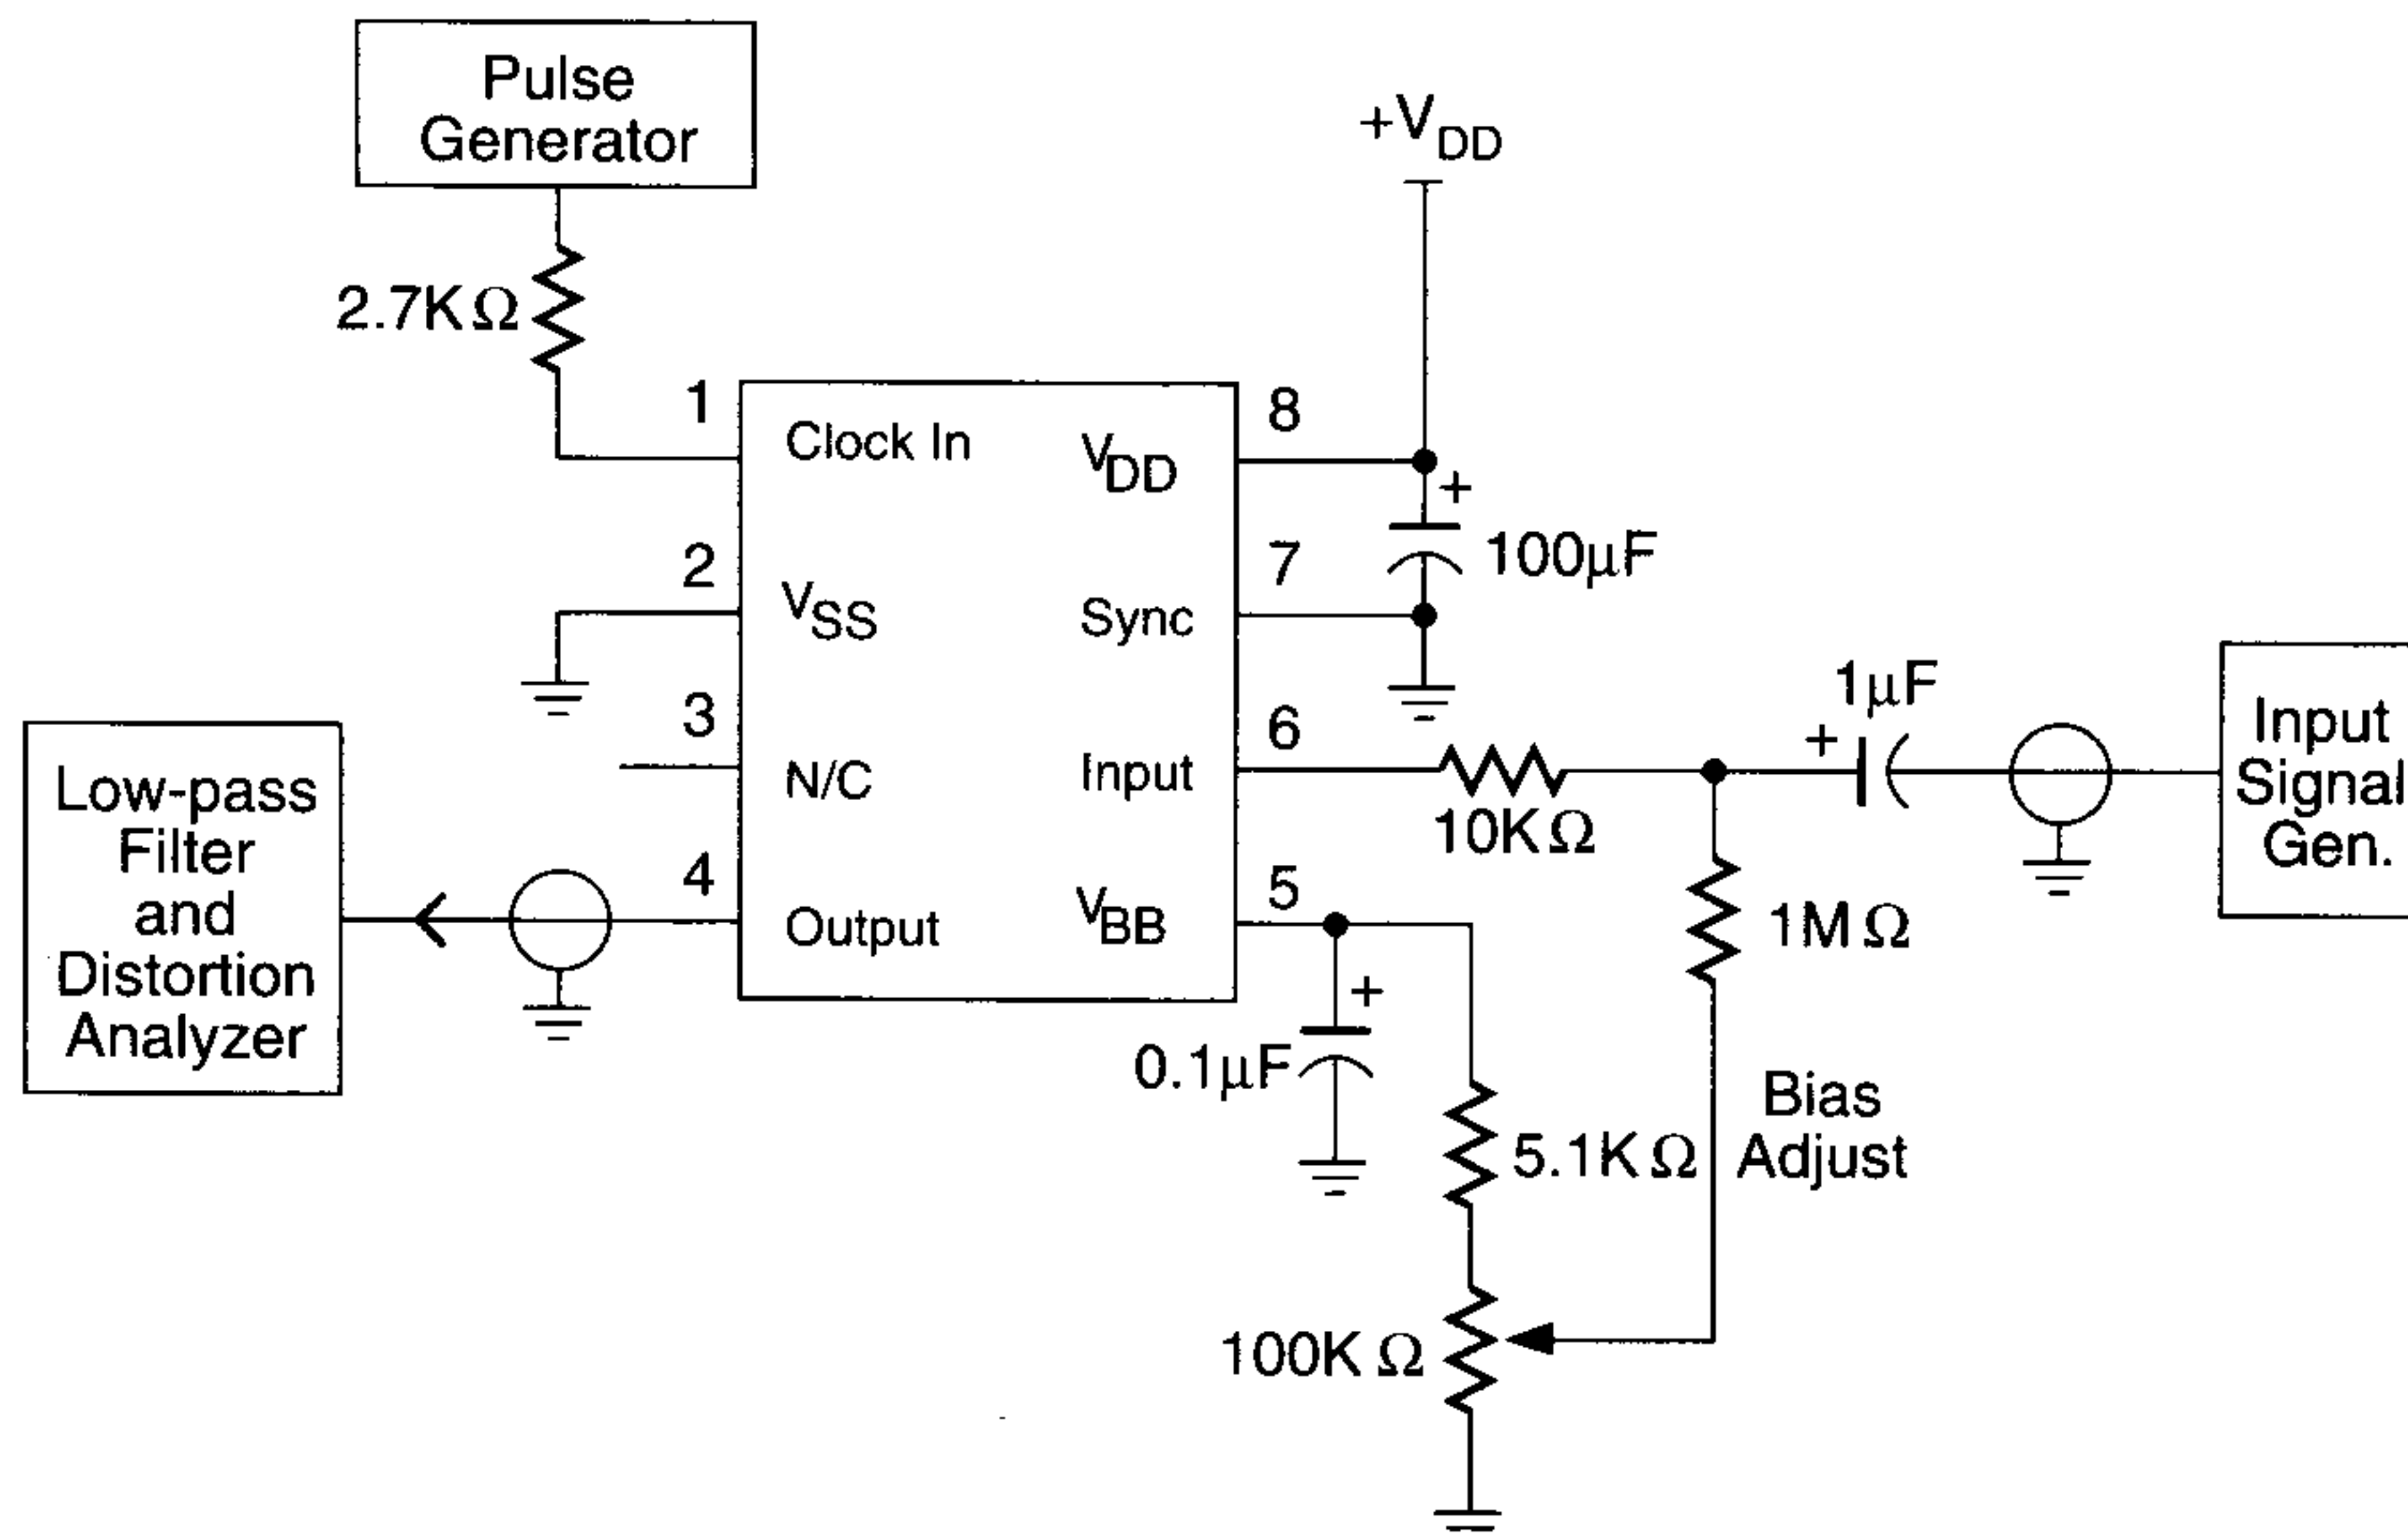 Pulse
Generator
+VDD
2.7KΩ
1
Clock In
VDD
8
+
100µF
2
VSS
Sync
7
3
N/C
Input
6
10KΩ
+
1µF
Input
Signal
Gen.
Low-pass
Filter
and
Distortion
Analyzer
4
Output
VBB
5
+
0.1µF
1MΩ
5.1KΩ
Bias
Adjust
100KΩ